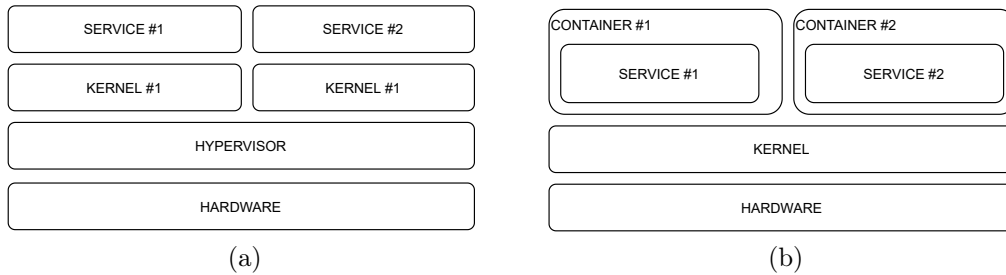 SERVICE #1
SERVICE #2
KERNEL #1
KERNEL #1
HYPERVISOR
HARDWARE
(a)
CONTAINER #1
CONTAINER #2
SERVICE #1
SERVICE #2
KERNEL
HARDWARE
(b)